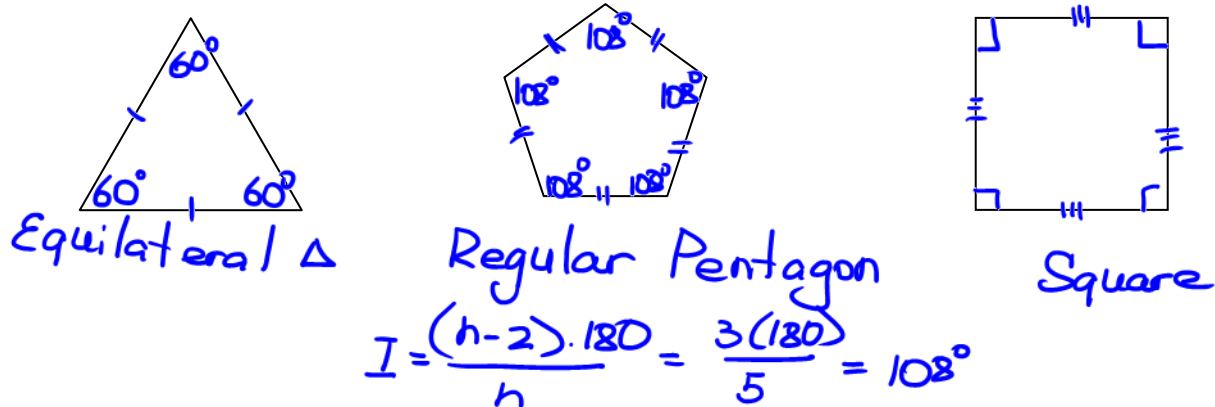 60°
60° 60°
Equilateral Δ
108°
108° 108°
108° 108°
Regular Pentagon
I = (n-2).180 / n = 3(180) / 5 = 108°
Square